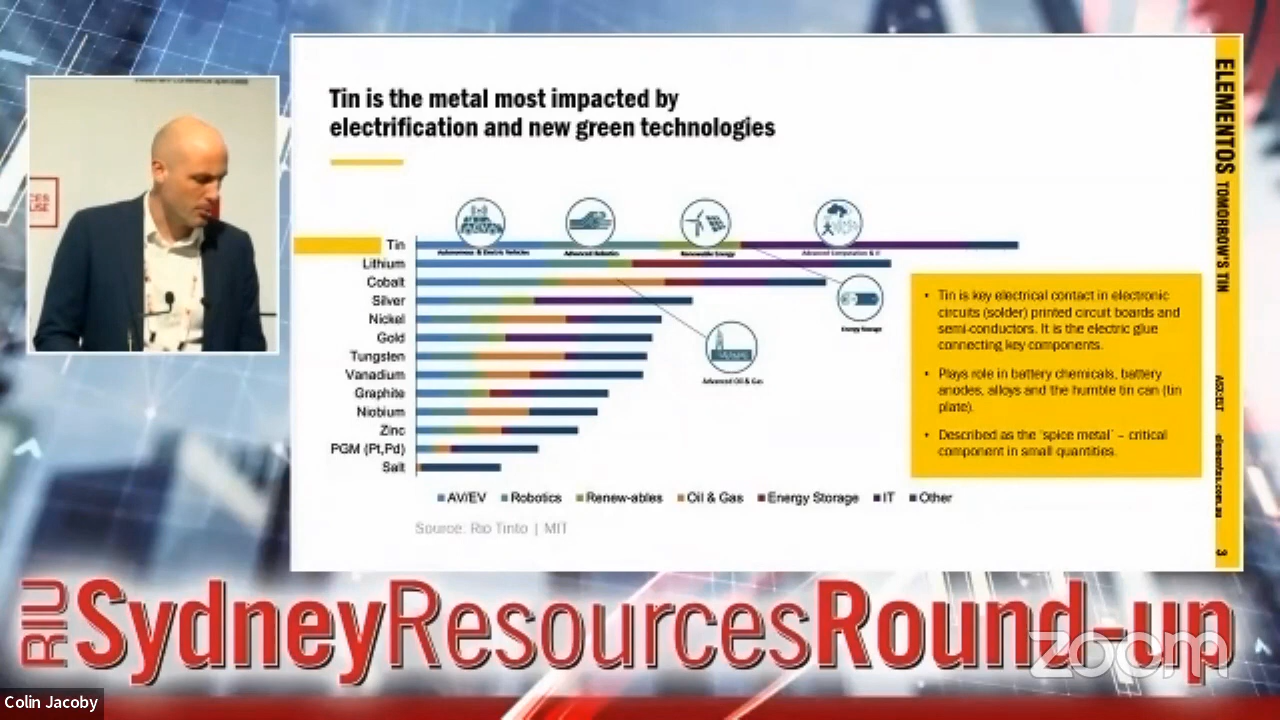 Tin is the metal most impacted by
electrification and new green technologies
Autonomous & Electric Vehicles
Advanced Robotics
Renewable Energy
Advanced Computation & IT
Tin
Lithium
Cobalt
Silver
Nickel
Gold
Tungsten
Vanadium
Graphite
Niobium
Zinc
PGM (Pt,Pd)
Salt
Energy Storage
Advanced Oil & Gas
AV/EV Robotics Renew-ables Oil & Gas Energy Storage IT Other
Source: Rio Tinto | MIT
• Tin is key electrical contact in electronic
circuits (solder) printed circuit boards and
semi-conductors. It is the electric glue
connecting key components.
• Plays role in battery chemicals, battery
anodes, alloys and the humble tin can (tin
plate).
• Described as the 'spice metal' – critical
component in small quantities.
ELEMENTOS TOMORROW'S TIN
ASX:ELT
elementos.com.au
3
RIU SydneyResourcesRound-up
zoom
Colin Jacoby